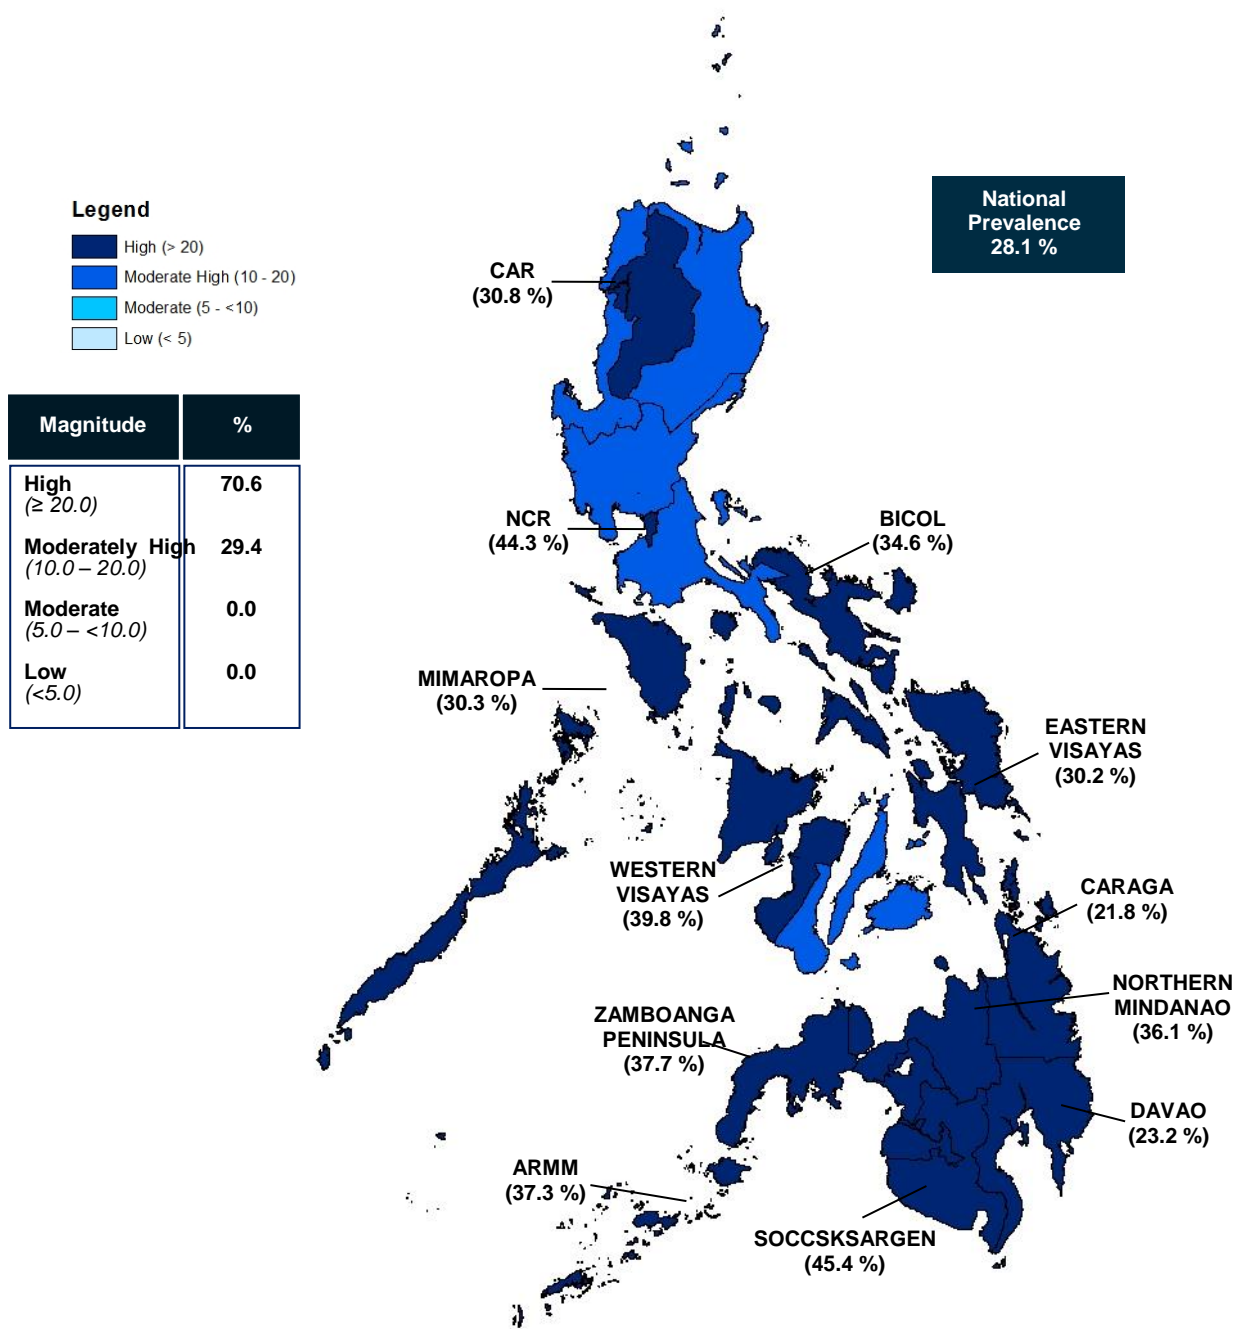 National
Prevalence
28.1 %
Legend
High (> 20)
Moderate High (10 - 20)
Moderate (5 - <10)
Low (< 5)
CAR
(30.8 %)
Magnitude %
High 70.6
(≥ 20.0)
Moderately High 29.4
(10.0 – 20.0)
Moderate 0.0
(5.0 – <10.0)
Low 0.0
(<5.0)
NCR
(44.3 %)
BICOL
(34.6 %)
MIMAROPA
(30.3 %)
EASTERN
VISAYAS
(30.2 %)
WESTERN
VISAYAS
(39.8 %)
CARAGA
(21.8 %)
NORTHERN
MINDANAO
(36.1 %)
ZAMBOANGA
PENINSULA
(37.7 %)
DAVAO
(23.2 %)
ARMM
(37.3 %)
SOCCSKSARGEN
(45.4 %)